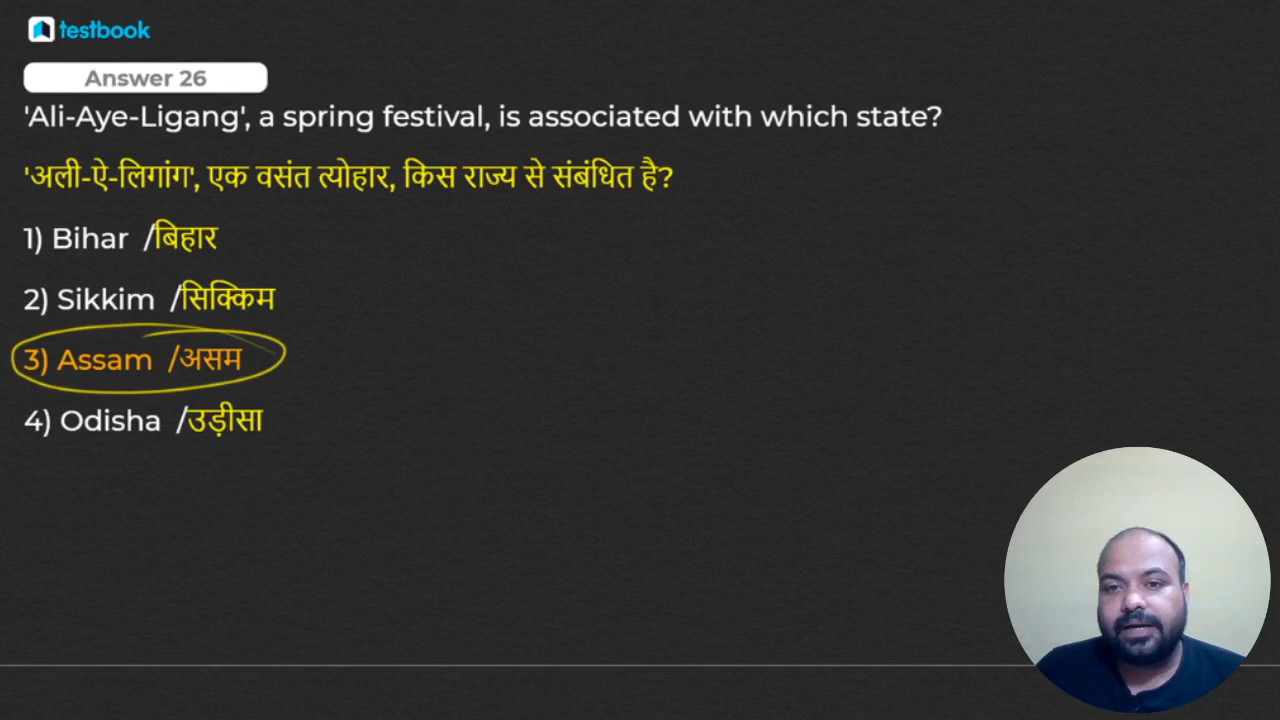 testbook
Answer 26
'Ali-Aye-Ligang', a spring festival, is associated with which state?
'अली-ऐ-लिगांग', एक वसंत त्योहार, किस राज्य से संबंधित है?
1) Bihar /बिहार
2) Sikkim /सिक्किम
3) Assam /असम
4) Odisha /उड़ीसा